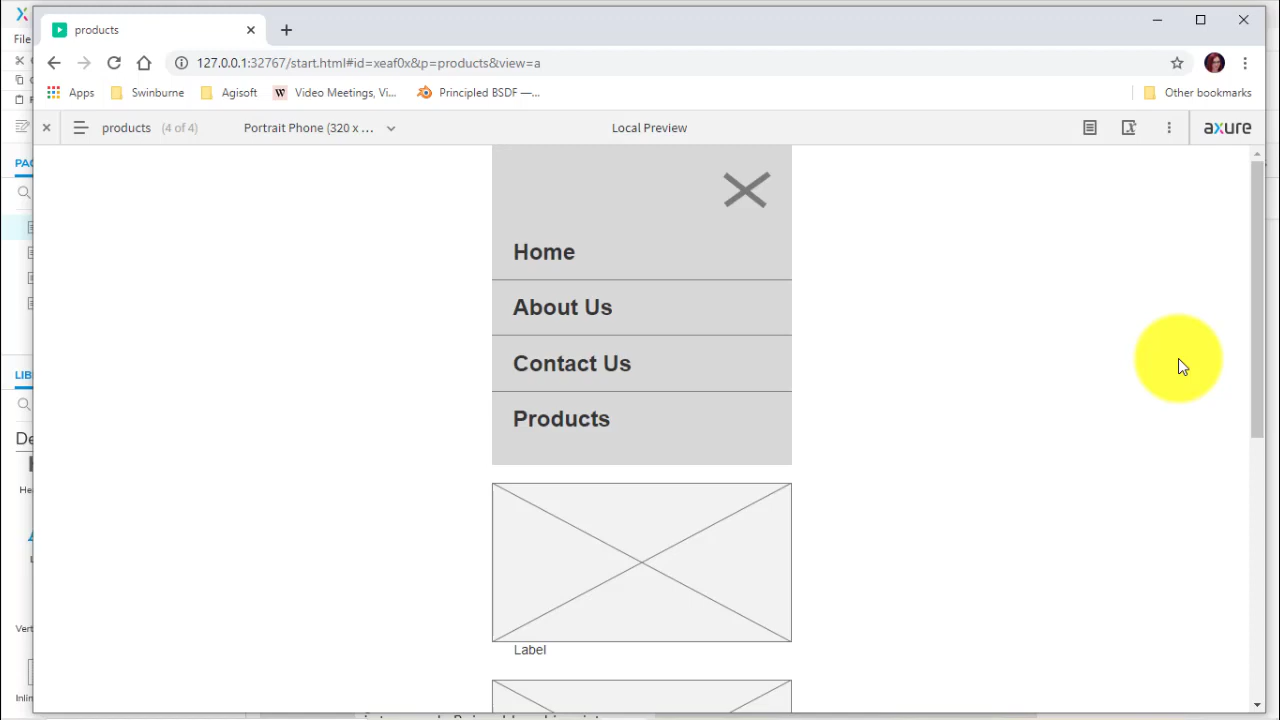 products
File
127.0.0.1:32767/start.html#id=xeaf0x&p=products&view=a
Apps
Swinburne
Agisoft
Video Meetings, Vi...
Principled BSDF —...
Other bookmarks
products (4 of 4)
Portrait Phone (320 x ...
Local Preview
axure
Home
About Us
Contact Us
Products
Label